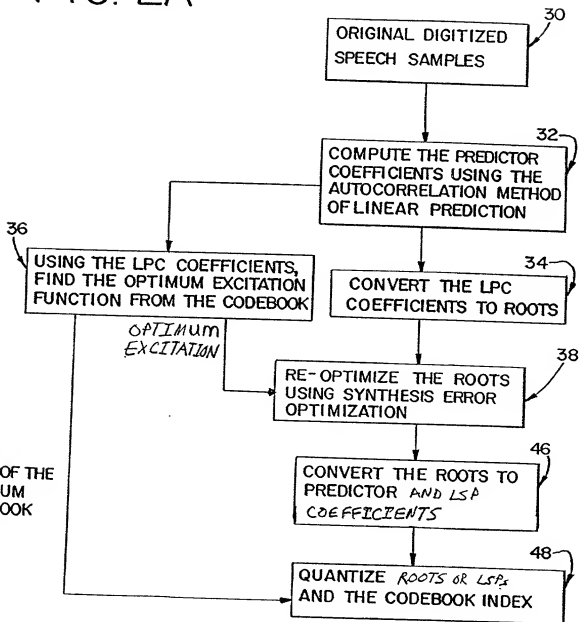 FIG. 2A
30
ORIGINAL DIGITIZED
SPEECH SAMPLES
32
COMPUTE THE PREDICTOR
COEFFICIENTS USING THE
AUTOCORRELATION METHOD
OF LINEAR PREDICTION
36
USING THE LPC COEFFICIENTS,
FIND THE OPTIMUM EXCITATION
FUNCTION FROM THE CODEBOOK
34
CONVERT THE LPC
COEFFICIENTS TO ROOTS
OPTIMUM
EXCITATION
38
RE-OPTIMIZE THE ROOTS
USING SYNTHESIS ERROR
OPTIMIZATION
OF THE
UM
OOK
46
CONVERT THE ROOTS TO
PREDICTOR AND LSP
COEFFICIENTS
48
QUANTIZE ROOTS OR LSPs
AND THE CODEBOOK INDEX